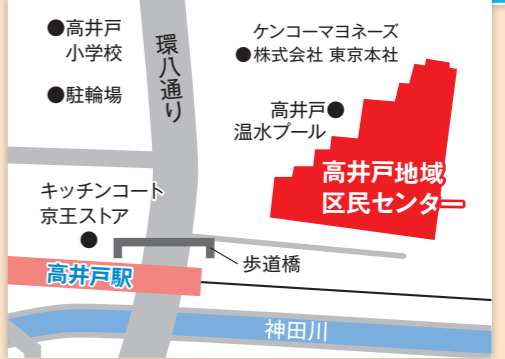 ●高井戸
小学校
●駐輪場
環八通り
ケンコーマヨネーズ
●株式会社 東京本社
高井戸●
温水プール
高井戸地域
区民センター
キッチンコート
京王ストア
●
歩道橋
高井戸駅
神田川